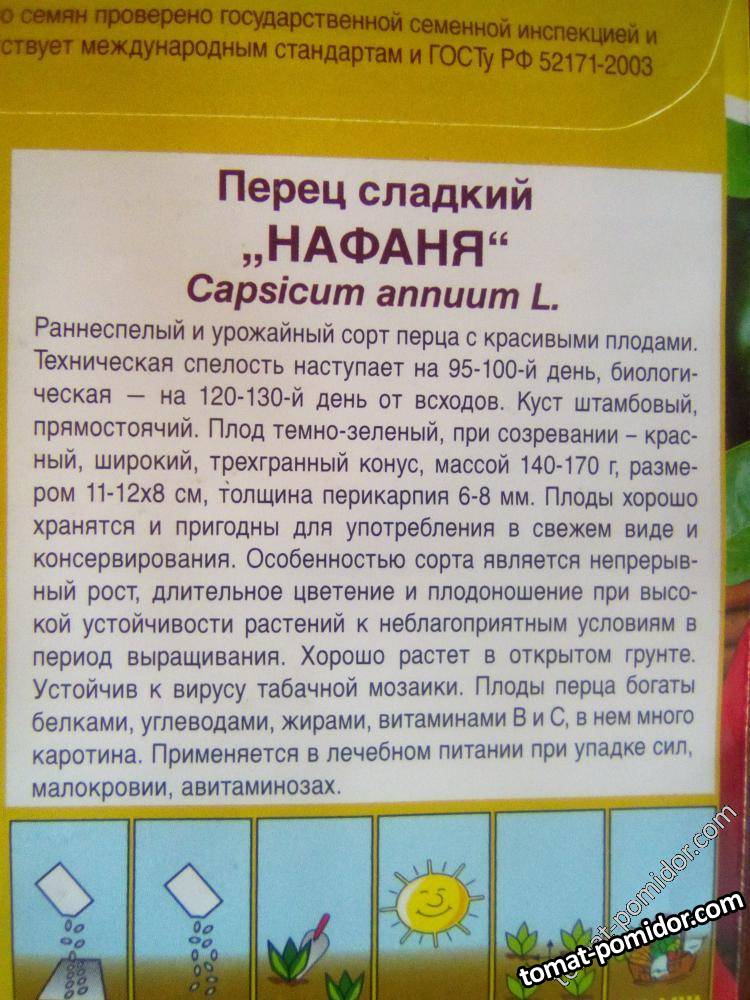 о семян проверено государственной семенной инспекцией и
ствует международным стандартам и ГОСТу РФ 52171-2003
Перец сладкий
„НАФАНЯ“
Capsicum annuum L.
Раннеспелый и урожайный сорт перца с красивыми плодами.
Техническая спелость наступает на 95-100-й день, биологи-
ческая — на 120-130-й день от всходов. Куст штамбовый,
прямостоячий. Плод темно-зеленый, при созревании – крас-
ный, широкий, трехгранный конус, массой 140-170 г, разме-
ром 11-12х8 см, толщина перикарпия 6-8 мм. Плоды хорошо
хранятся и пригодны для употребления в свежем виде и
консервирования. Особенностью сорта является непрерыв-
ный рост, длительное цветение и плодоношение при высо-
кой устойчивости растений к неблагоприятным условиям в
период выращивания. Хорошо растет в открытом грунте.
Устойчив к вирусу табачной мозаики. Плоды перца богаты
белками, углеводами, жирами, витаминами В и С, в нем много
каротина. Применяется в лечебном питании при упадке сил,
малокровии, авитаминозах.
tomat-pomidor.com
tomat-pomidor.com